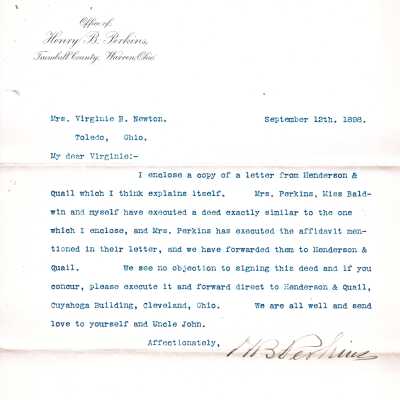 Office of
Henry B. Perkins,
Trumbull County. Warren, Ohio
Mrs. Virginie R. Newton. September 12th. 1898.
Toledo, Ohio.
My dear Virginie:-
I enclose a copy of a letter from Henderson &
Quail which I think explains itself. Mrs. Perkins, Miss Bald-
win and myself have executed a deed exactly similar to the one
which I enclose, and Mrs. Perkins has executed the affidavit men-
tioned in their letter, and we have forwarded them to Henderson &
Quail. We see no objection to signing this deed and if you
concur, please execute it and forward direct to Henderson & Quail,
Cuyahoga Building, Cleveland, Ohio. We are all well and send
love to yourself and Uncle John.
Affectionately, HB Perkins